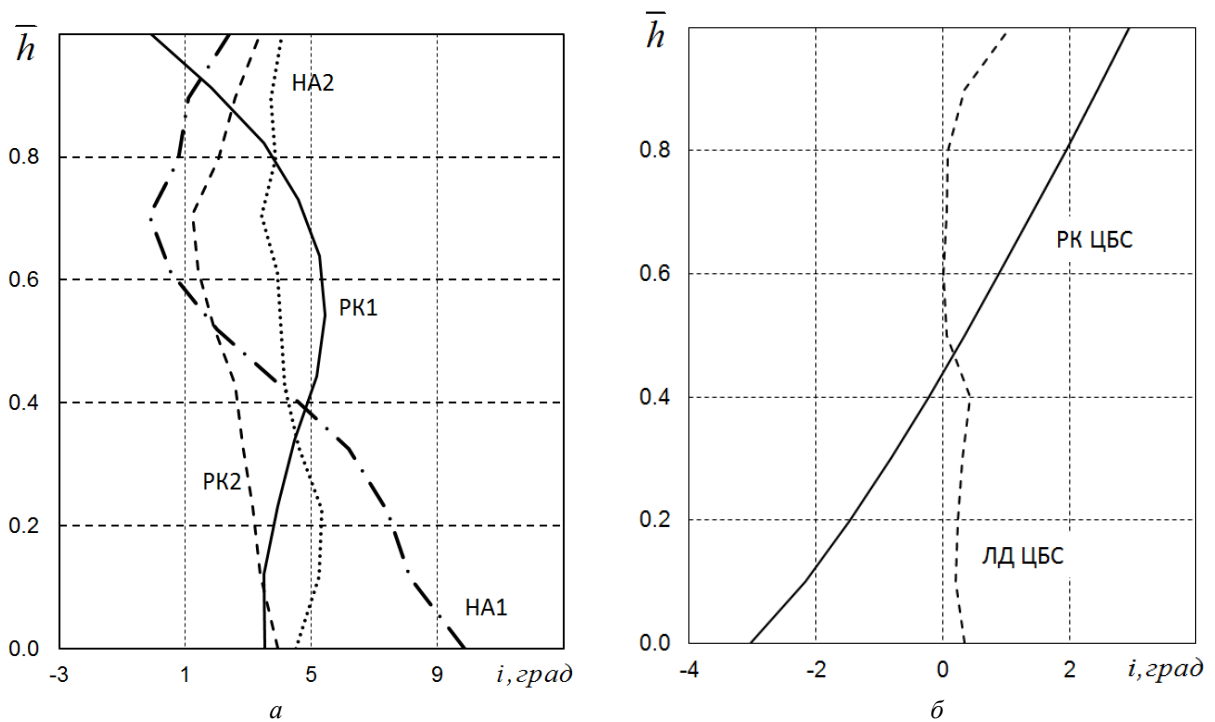 h̅
НА2
0.8
0.6
РК1
0.4
РК2
0.2
НА1
0.0
-3 1 5 9 i, град
а
h̅
0.8
РК ЦБС
0.6
0.4
0.2
ЛД ЦБС
0.0
-4 -2 0 2 i, град
б